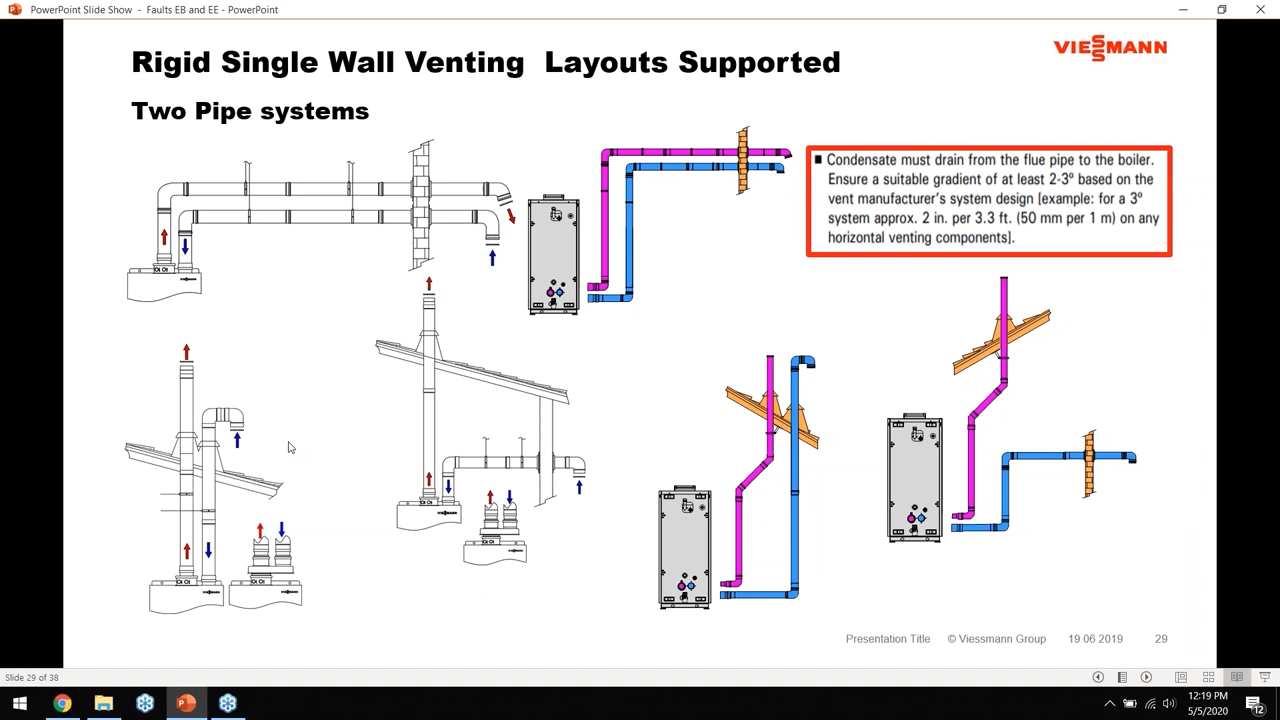 PowerPoint Slide Show - Faults EB and EE - PowerPoint
Rigid Single Wall Venting Layouts Supported
VIESSMANN
Two Pipe systems
■ Condensate must drain from the flue pipe to the boiler.
Ensure a suitable gradient of at least 2-3º based on the
vent manufacturer's system design [example: for a 3º
system approx. 2 in. per 3.3 ft. (50 mm per 1 m) on any
horizontal venting components].
Presentation Title © Viessmann Group 19 06 2019 29
Slide 29 of 38
12:19 PM
5/5/2020
12